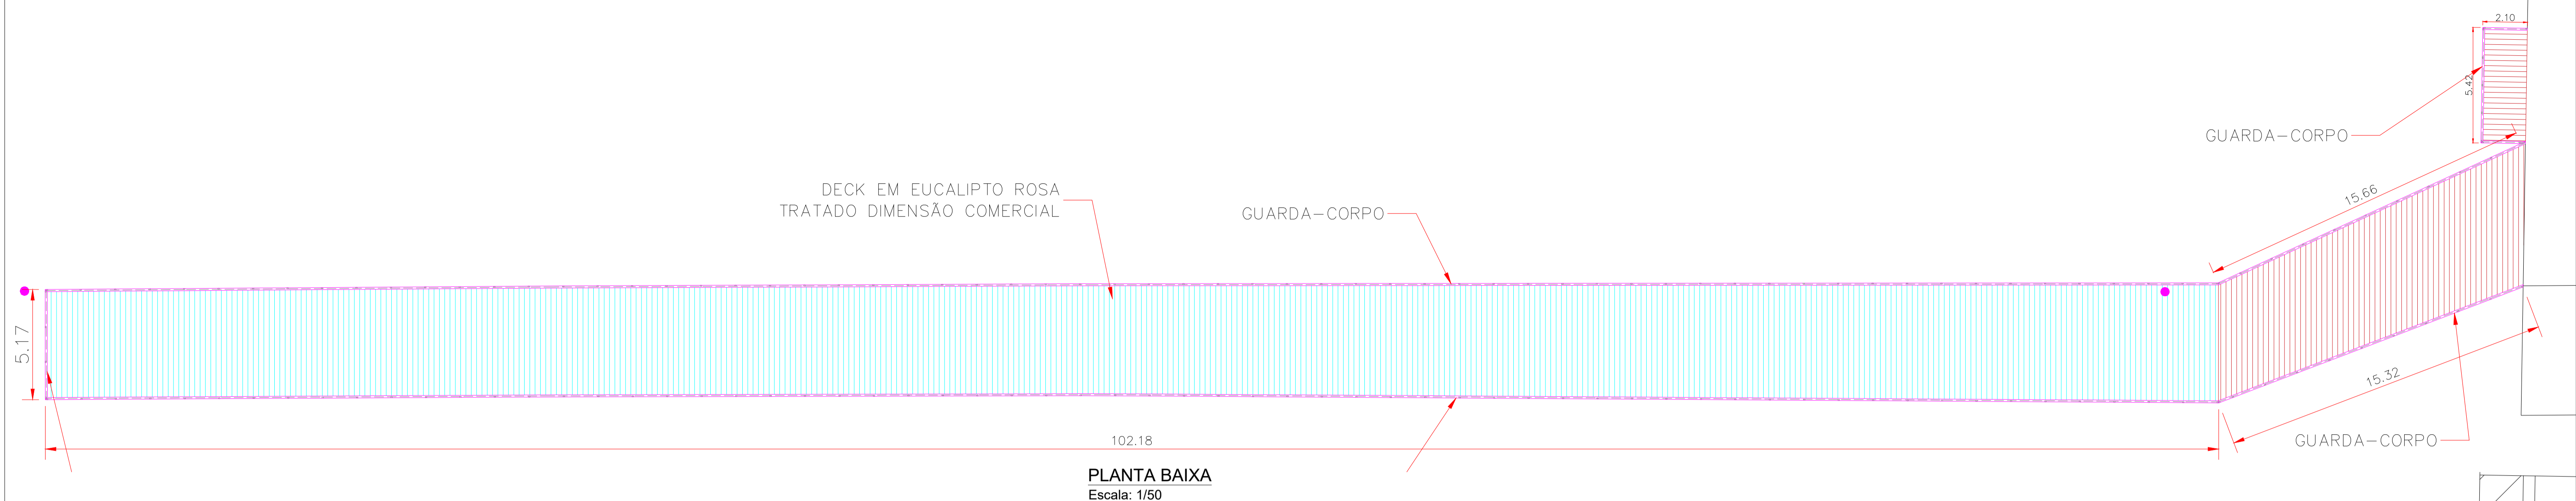 2.10
5.42
GUARDA-CORPO
15.66
DECK EM EUCALIPTO ROSA
TRATADO DIMENSÃO COMERCIAL
GUARDA-CORPO
5.17
15.32
102.18
GUARDA-CORPO
PLANTA BAIXA
Escala: 1/50